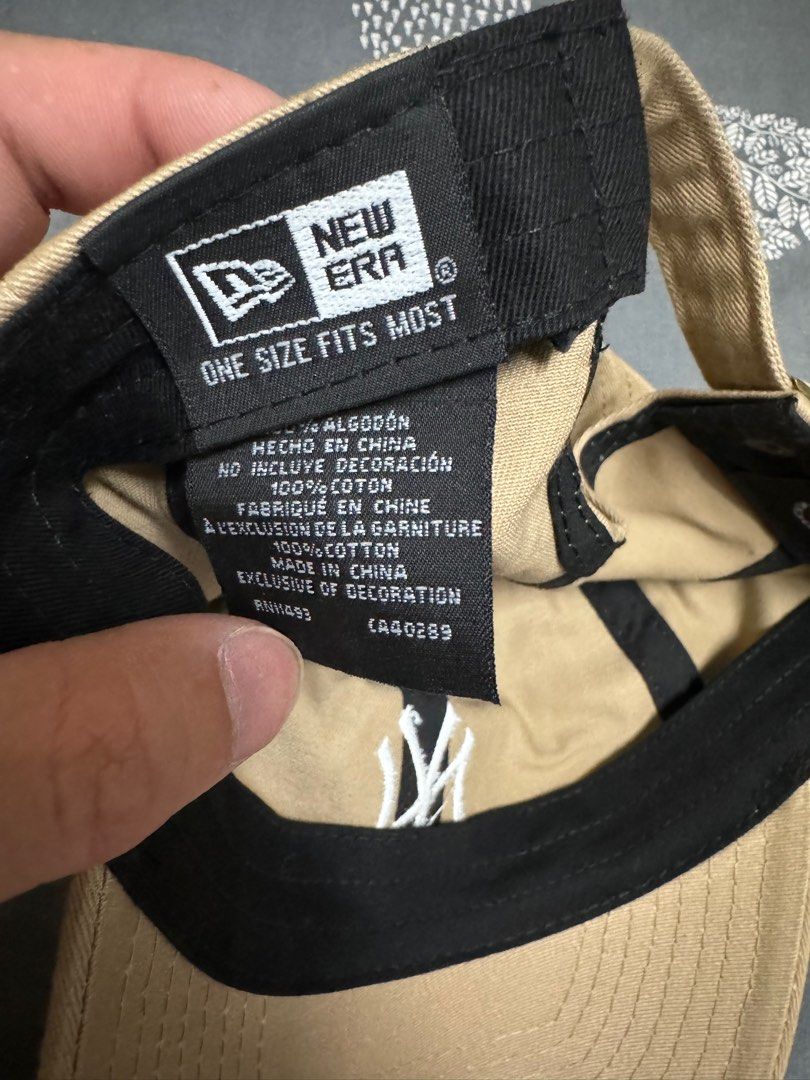 NEW
ERA®
ONE SIZE FITS MOST
ALGODÓN
HECHO EN CHINA
NO INCLUYE DECORACIÓN
100% COTON
FABRIQUÉ EN CHINE
À L'EXCLUSION DE LA GARNITURE
100% COTTON
MADE IN CHINA
EXCLUSIVE OF DECORATION
RN11493 CA40289